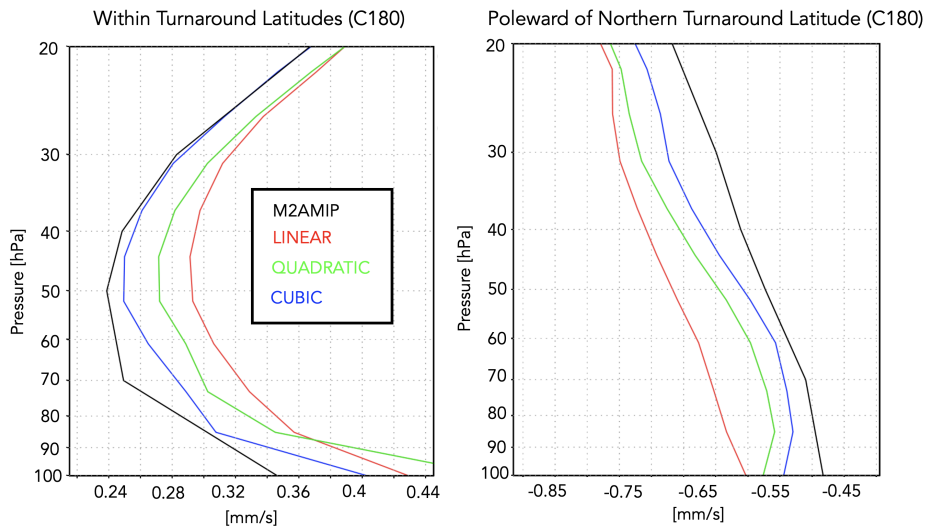 Within Turnaround Latitudes (C180)
Poleward of Northern Turnaround Latitude (C180)
Pressure [hPa]
20
30
40
50
60
70
80
90
100
M2AMIP
LINEAR
QUADRATIC
CUBIC
0.24 0.28 0.32 0.36 0.4 0.44
[mm/s]
Pressure [hPa]
20
30
40
50
60
70
80
90
100
-0.85 -0.75 -0.65 -0.55 -0.45
[mm/s]